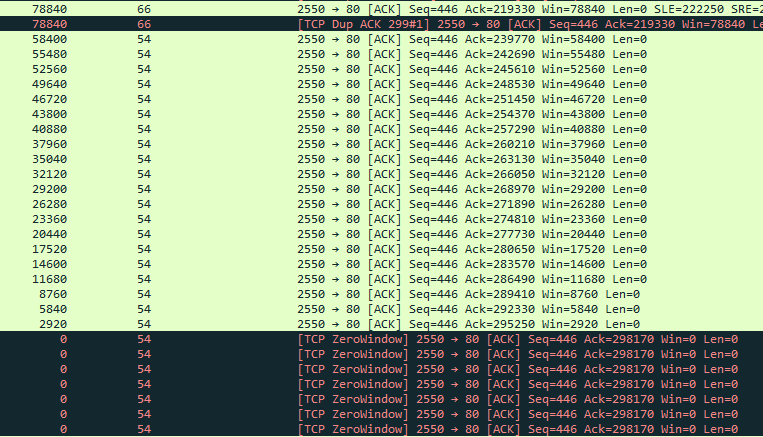 78840 66 2550 → 80 [ACK] Seq=446 Ack=219330 Win=78840 Len=0 SLE=222250 SRE=2
78840 66 [TCP Dup ACK 299#1] 2550 → 80 [ACK] Seq=446 Ack=219330 Win=78840 Le
58400 54 2550 → 80 [ACK] Seq=446 Ack=239770 Win=58400 Len=0
55480 54 2550 → 80 [ACK] Seq=446 Ack=242690 Win=55480 Len=0
52560 54 2550 → 80 [ACK] Seq=446 Ack=245610 Win=52560 Len=0
49640 54 2550 → 80 [ACK] Seq=446 Ack=248530 Win=49640 Len=0
46720 54 2550 → 80 [ACK] Seq=446 Ack=251450 Win=46720 Len=0
43800 54 2550 → 80 [ACK] Seq=446 Ack=254370 Win=43800 Len=0
40880 54 2550 → 80 [ACK] Seq=446 Ack=257290 Win=40880 Len=0
37960 54 2550 → 80 [ACK] Seq=446 Ack=260210 Win=37960 Len=0
35040 54 2550 → 80 [ACK] Seq=446 Ack=263130 Win=35040 Len=0
32120 54 2550 → 80 [ACK] Seq=446 Ack=266050 Win=32120 Len=0
29200 54 2550 → 80 [ACK] Seq=446 Ack=268970 Win=29200 Len=0
26280 54 2550 → 80 [ACK] Seq=446 Ack=271890 Win=26280 Len=0
23360 54 2550 → 80 [ACK] Seq=446 Ack=274810 Win=23360 Len=0
20440 54 2550 → 80 [ACK] Seq=446 Ack=277730 Win=20440 Len=0
17520 54 2550 → 80 [ACK] Seq=446 Ack=280650 Win=17520 Len=0
14600 54 2550 → 80 [ACK] Seq=446 Ack=283570 Win=14600 Len=0
11680 54 2550 → 80 [ACK] Seq=446 Ack=286490 Win=11680 Len=0
8760 54 2550 → 80 [ACK] Seq=446 Ack=289410 Win=8760 Len=0
5840 54 2550 → 80 [ACK] Seq=446 Ack=292330 Win=5840 Len=0
2920 54 2550 → 80 [ACK] Seq=446 Ack=295250 Win=2920 Len=0
0 54 [TCP ZeroWindow] 2550 → 80 [ACK] Seq=446 Ack=298170 Win=0 Len=0
0 54 [TCP ZeroWindow] 2550 → 80 [ACK] Seq=446 Ack=298170 Win=0 Len=0
0 54 [TCP ZeroWindow] 2550 → 80 [ACK] Seq=446 Ack=298170 Win=0 Len=0
0 54 [TCP ZeroWindow] 2550 → 80 [ACK] Seq=446 Ack=298170 Win=0 Len=0
0 54 [TCP ZeroWindow] 2550 → 80 [ACK] Seq=446 Ack=298170 Win=0 Len=0
0 54 [TCP ZeroWindow] 2550 → 80 [ACK] Seq=446 Ack=298170 Win=0 Len=0
0 54 [TCP ZeroWindow] 2550 → 80 [ACK] Seq=446 Ack=298170 Win=0 Len=0